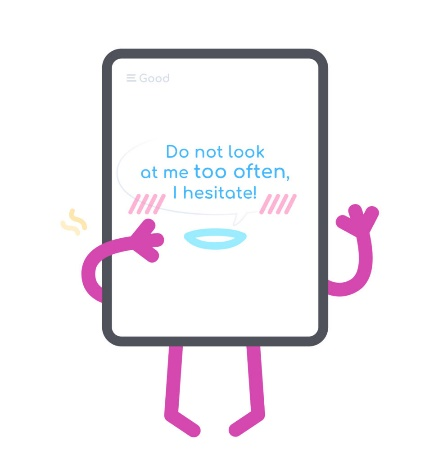 Good
Do not look
at me too often,
I hesitate!